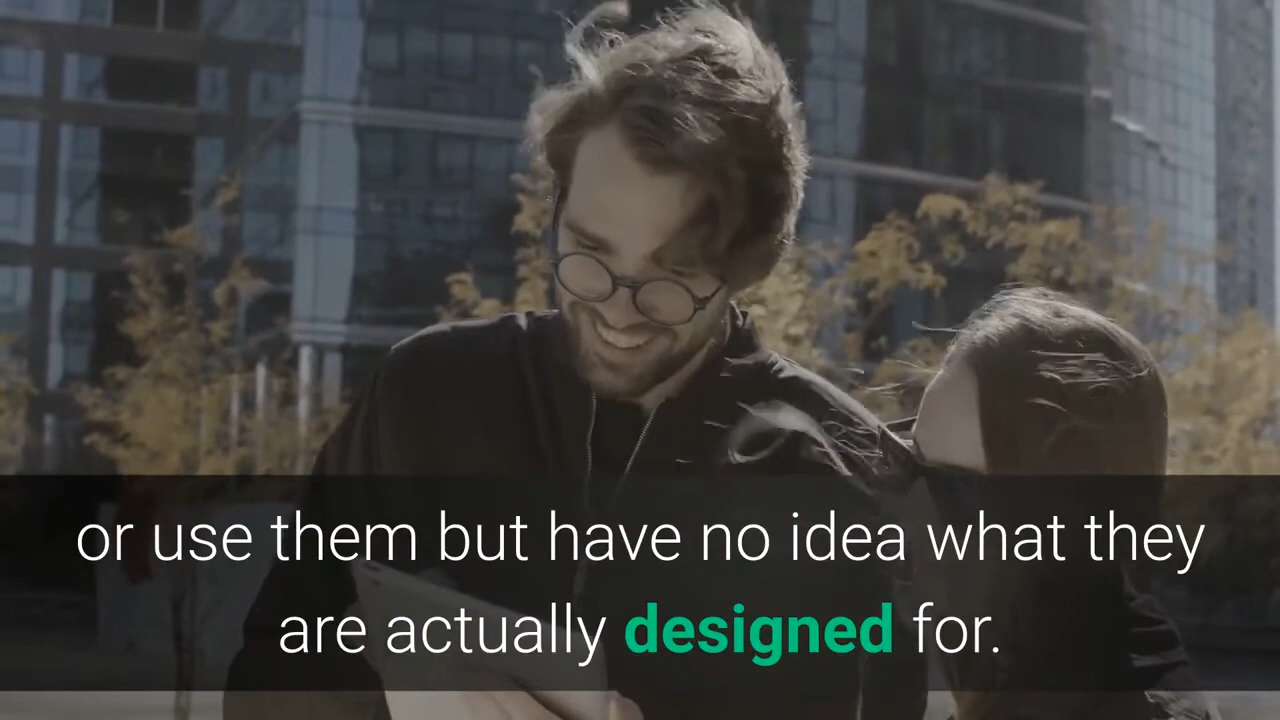 or use them but have no idea what they
are actually designed for.